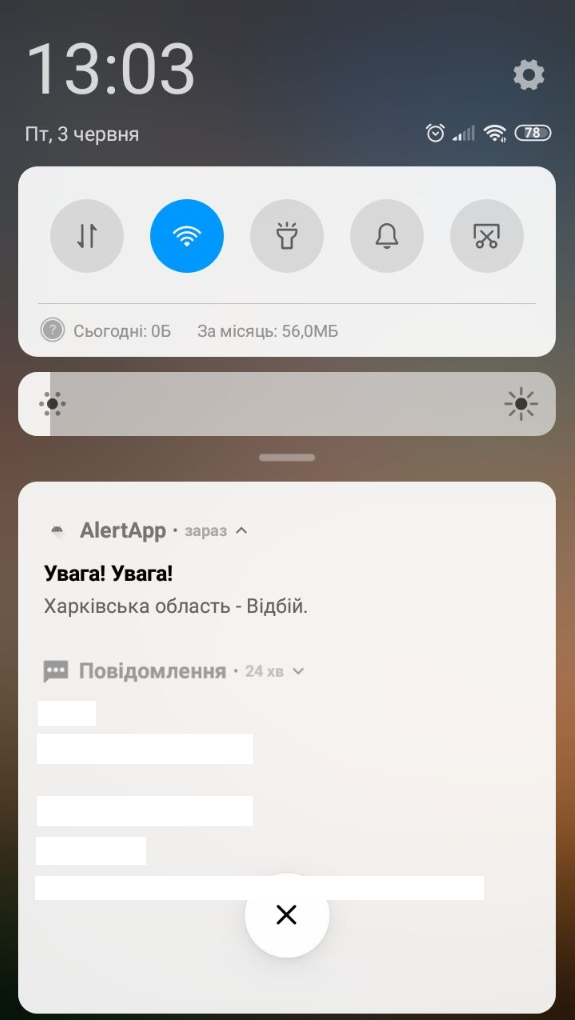 13:03
Пт, 3 червня
78
Сьогодні: 0Б За місяць: 56,0МБ
AlertApp · зараз
Увага! Увага!
Харківська область - Відбій.
Повідомлення · 24 хв